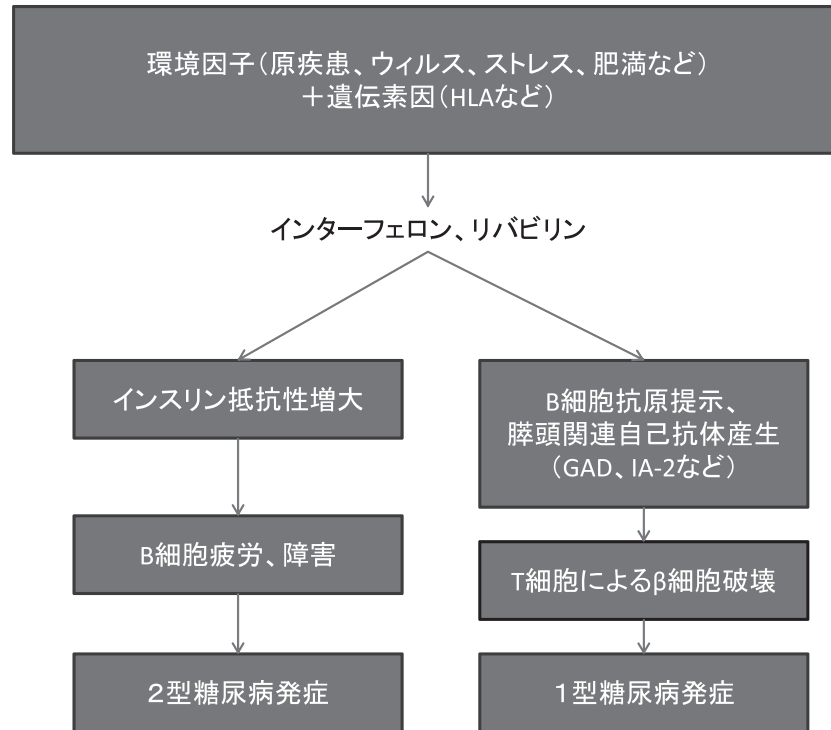 環境因子（原疾患、ウィルス、ストレス、肥満など）
＋遺伝素因（HLAなど）
インターフェロン、リバビリン
インスリン抵抗性増大
B細胞疲労、障害
２型糖尿病発症
B細胞抗原提示、
膵頭関連自己抗体産生
（GAD、IA-2など）
T細胞によるβ細胞破壊
１型糖尿病発症